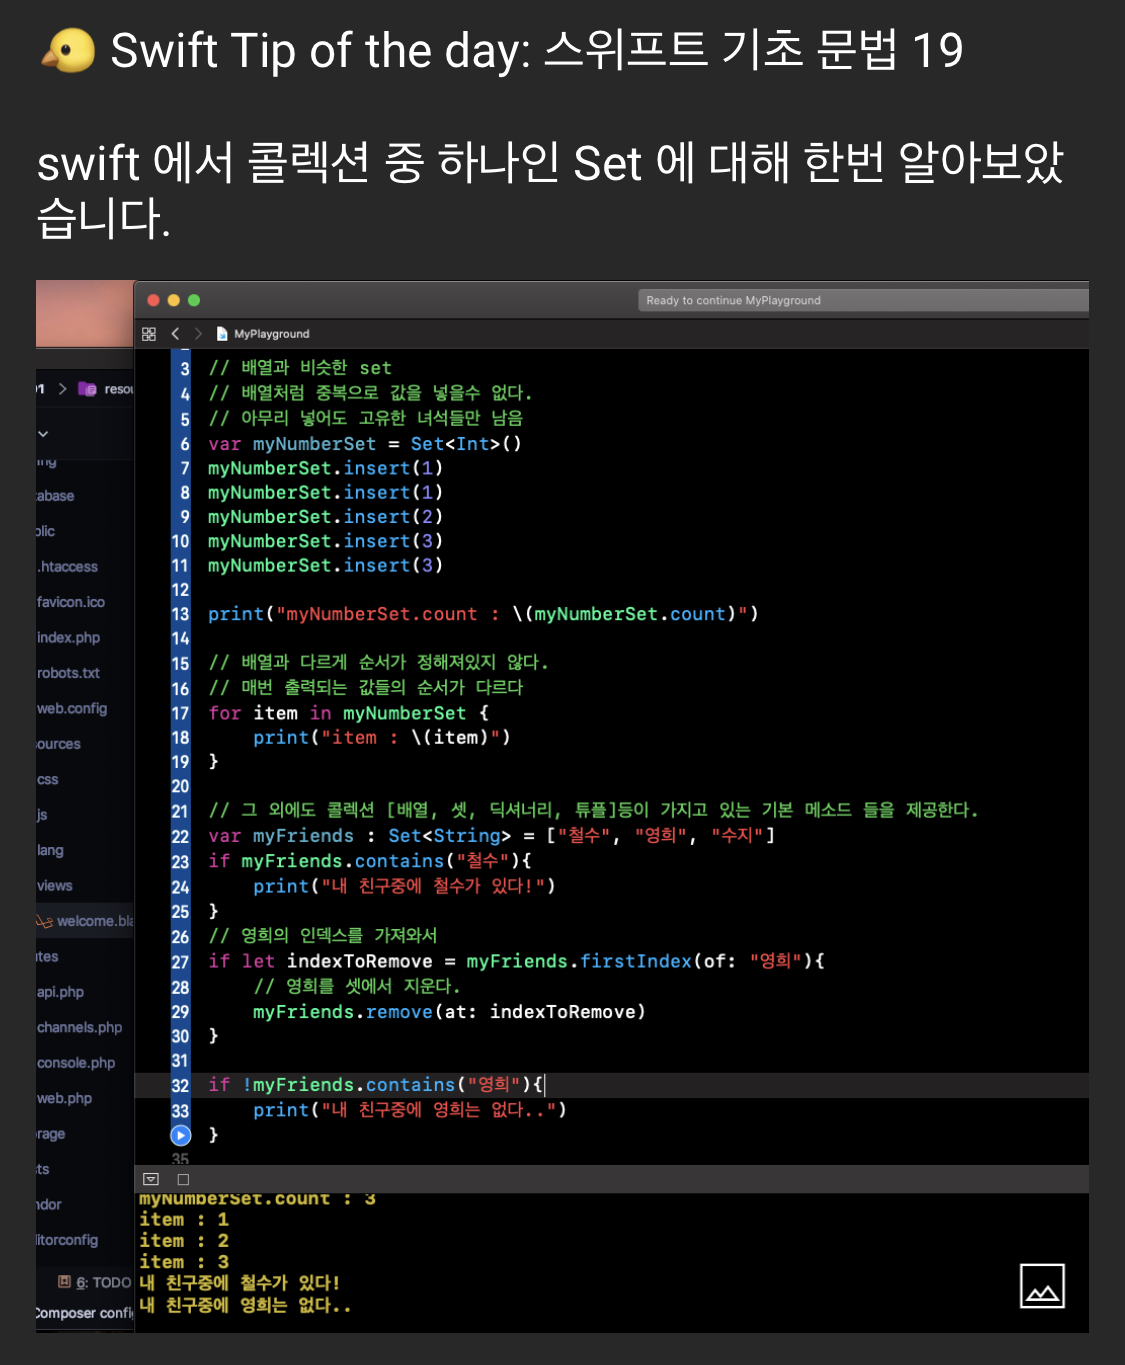 Swift Tip of the day: 스위프트 기초 문법 19
swift 에서 콜렉션 중 하나인 Set 에 대해 한번 알아보았
습니다.
Ready to continue MyPlayground
MyPlayground
3 // 배열과 비슷한 set
4 // 배열처럼 중복으로 값을 넣을수 없다.
5 // 아무리 넣어도 고유한 녀석들만 남음
6 var myNumberSet = Set<Int>()
7 myNumberSet.insert(1)
8 myNumberSet.insert(1)
9 myNumberSet.insert(2)
10 myNumberSet.insert(3)
11 myNumberSet.insert(3)
12
13 print("myNumberSet.count : \(myNumberSet.count)")
14
15 // 배열과 다르게 순서가 정해져있지 않다.
16 // 매번 출력되는 값들의 순서가 다르다
17 for item in myNumberSet {
18 print("item : \(item)")
19 }
20
21 // 그 외에도 콜렉션 [배열, 셋, 딕셔너리, 튜플]등이 가지고 있는 기본 메소드 들을 제공한다.
22 var myFriends : Set<String> = ["철수", "영희", "수지"]
23 if myFriends.contains("철수"){
24 print("내 친구중에 철수가 있다!")
25 }
26 // 영희의 인덱스를 가져와서
27 if let indexToRemove = myFriends.firstIndex(of: "영희"){
28 // 영희를 셋에서 지운다.
29 myFriends.remove(at: indexToRemove)
30 }
31
32 if !myFriends.contains("영희"){
33 print("내 친구중에 영희는 없다..")
}
35
myNumberSet.count : 3
item : 1
item : 2
item : 3
내 친구중에 철수가 있다!
내 친구중에 영희는 없다..
.htaccess
favicon.ico
index.php
robots.txt
web.config
css
js
lang
views
welcome.bla
api.php
channels.php
console.php
web.php
6: TODO
Composer config